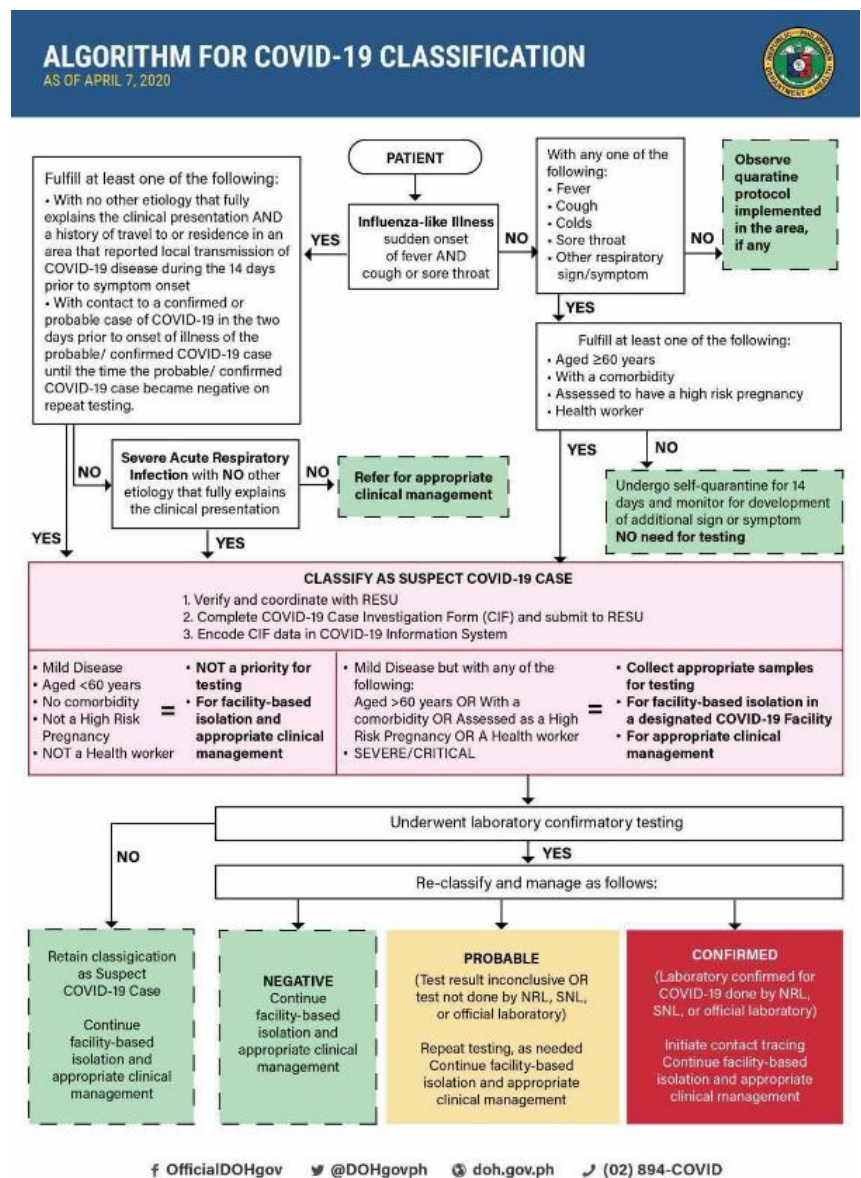 ALGORITHM FOR COVID-19 CLASSIFICATION
AS OF APRIL 7, 2020
PATIENT
Influenza-like Illness
sudden onset
of fever AND
cough or sore throat
YES
NO
Fulfill at least one of the following:
• With no other etiology that fully
explains the clinical presentation AND
a history of travel to or residence in an
area that reported local transmission of
COVID-19 disease during the 14 days
prior to symptom onset
• With contact to a confirmed or
probable case of COVID-19 in the two
days prior to onset of illness of the
probable/ confirmed COVID-19 case
until the time the probable/ confirmed
COVID-19 case became negative on
repeat testing.
With any one of the
following:
• Fever
• Cough
• Colds
• Sore throat
• Other respiratory
sign/symptom
NO
Observe
quaratine
protocol
implemented
in the area,
if any
YES
Fulfill at least one of the following:
• Aged ≥60 years
• With a comorbidity
• Assessed to have a high risk pregnancy
• Health worker
YES
NO
Undergo self-quarantine for 14
days and monitor for development
of additional sign or symptom
NO need for testing
NO
Severe Acute Respiratory
Infection with NO other
etiology that fully explains
the clinical presentation
NO
Refer for appropriate
clinical management
YES
YES
CLASSIFY AS SUSPECT COVID-19 CASE
1. Verify and coordinate with RESU
2. Complete COVID-19 Case Investigation Form (CIF) and submit to RESU
3. Encode CIF data in COVID-19 Information System
• Mild Disease
• Aged <60 years
• No comorbidity
• Not a High Risk
Pregnancy
• NOT a Health worker
=
• NOT a priority for
testing
• For facility-based
isolation and
appropriate clinical
management
• Mild Disease but with any of the
following:
Aged >60 years OR With a
comorbidity OR Assessed as a High
Risk Pregnancy OR A Health worker
• SEVERE/CRITICAL
=
• Collect appropriate samples
for testing
• For facility-based isolation in
a designated COVID-19 Facility
• For appropriate clinical
management
Underwent laboratory confirmatory testing
NO
YES
Re-classify and manage as follows:
Retain classigication
as Suspect
COVID-19 Case
Continue
facility-based
isolation and
appropriate clinical
management
NEGATIVE
Continue
facility-based
isolation and
appropriate clinical
management
PROBABLE
(Test result inconclusive OR
test not done by NRL, SNL,
or official laboratory)
Repeat testing, as needed
Continue facility-based
isolation and appropriate
clinical management
CONFIRMED
(Laboratory confirmed for
COVID-19 done by NRL,
SNL, or official laboratory)
Initiate contact tracing
Continue facility-based
isolation and appropriate
clinical management
OfficialDOHgov @DOHgovph doh.gov.ph (02) 894-COVID